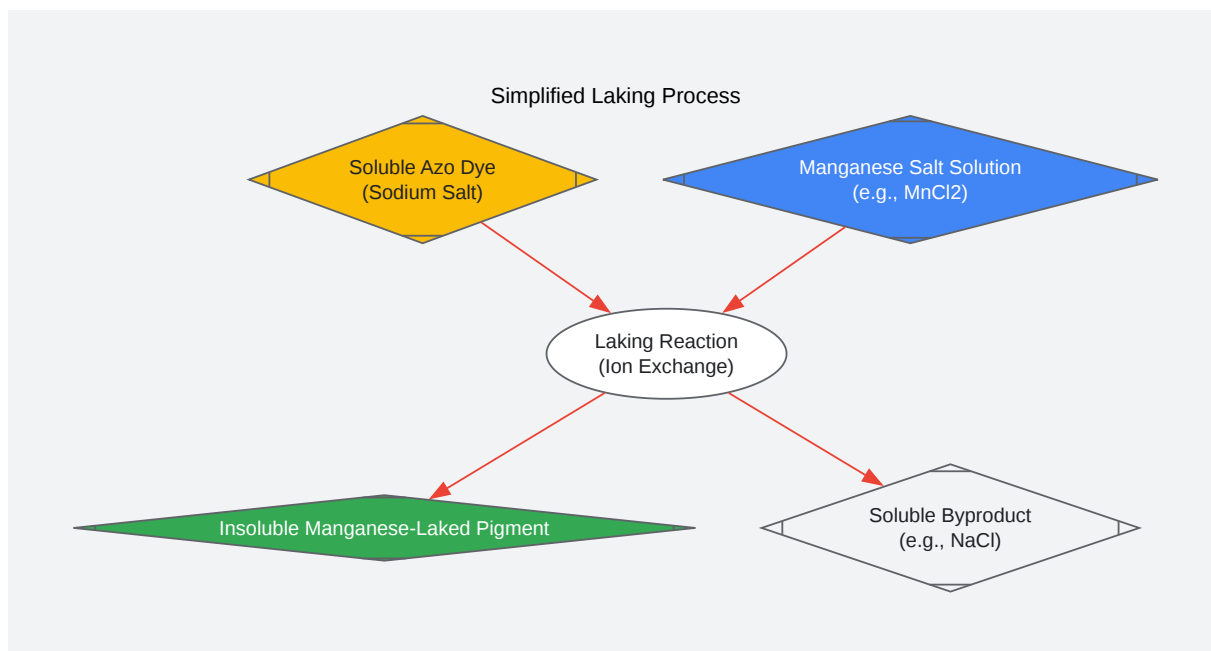 Simplified Laking Process
Soluble Azo Dye
(Sodium Salt)
Manganese Salt Solution
(e.g., MnCl2)
Laking Reaction
(Ion Exchange)
Insoluble Manganese-Laked Pigment
Soluble Byproduct
(e.g., NaCl)